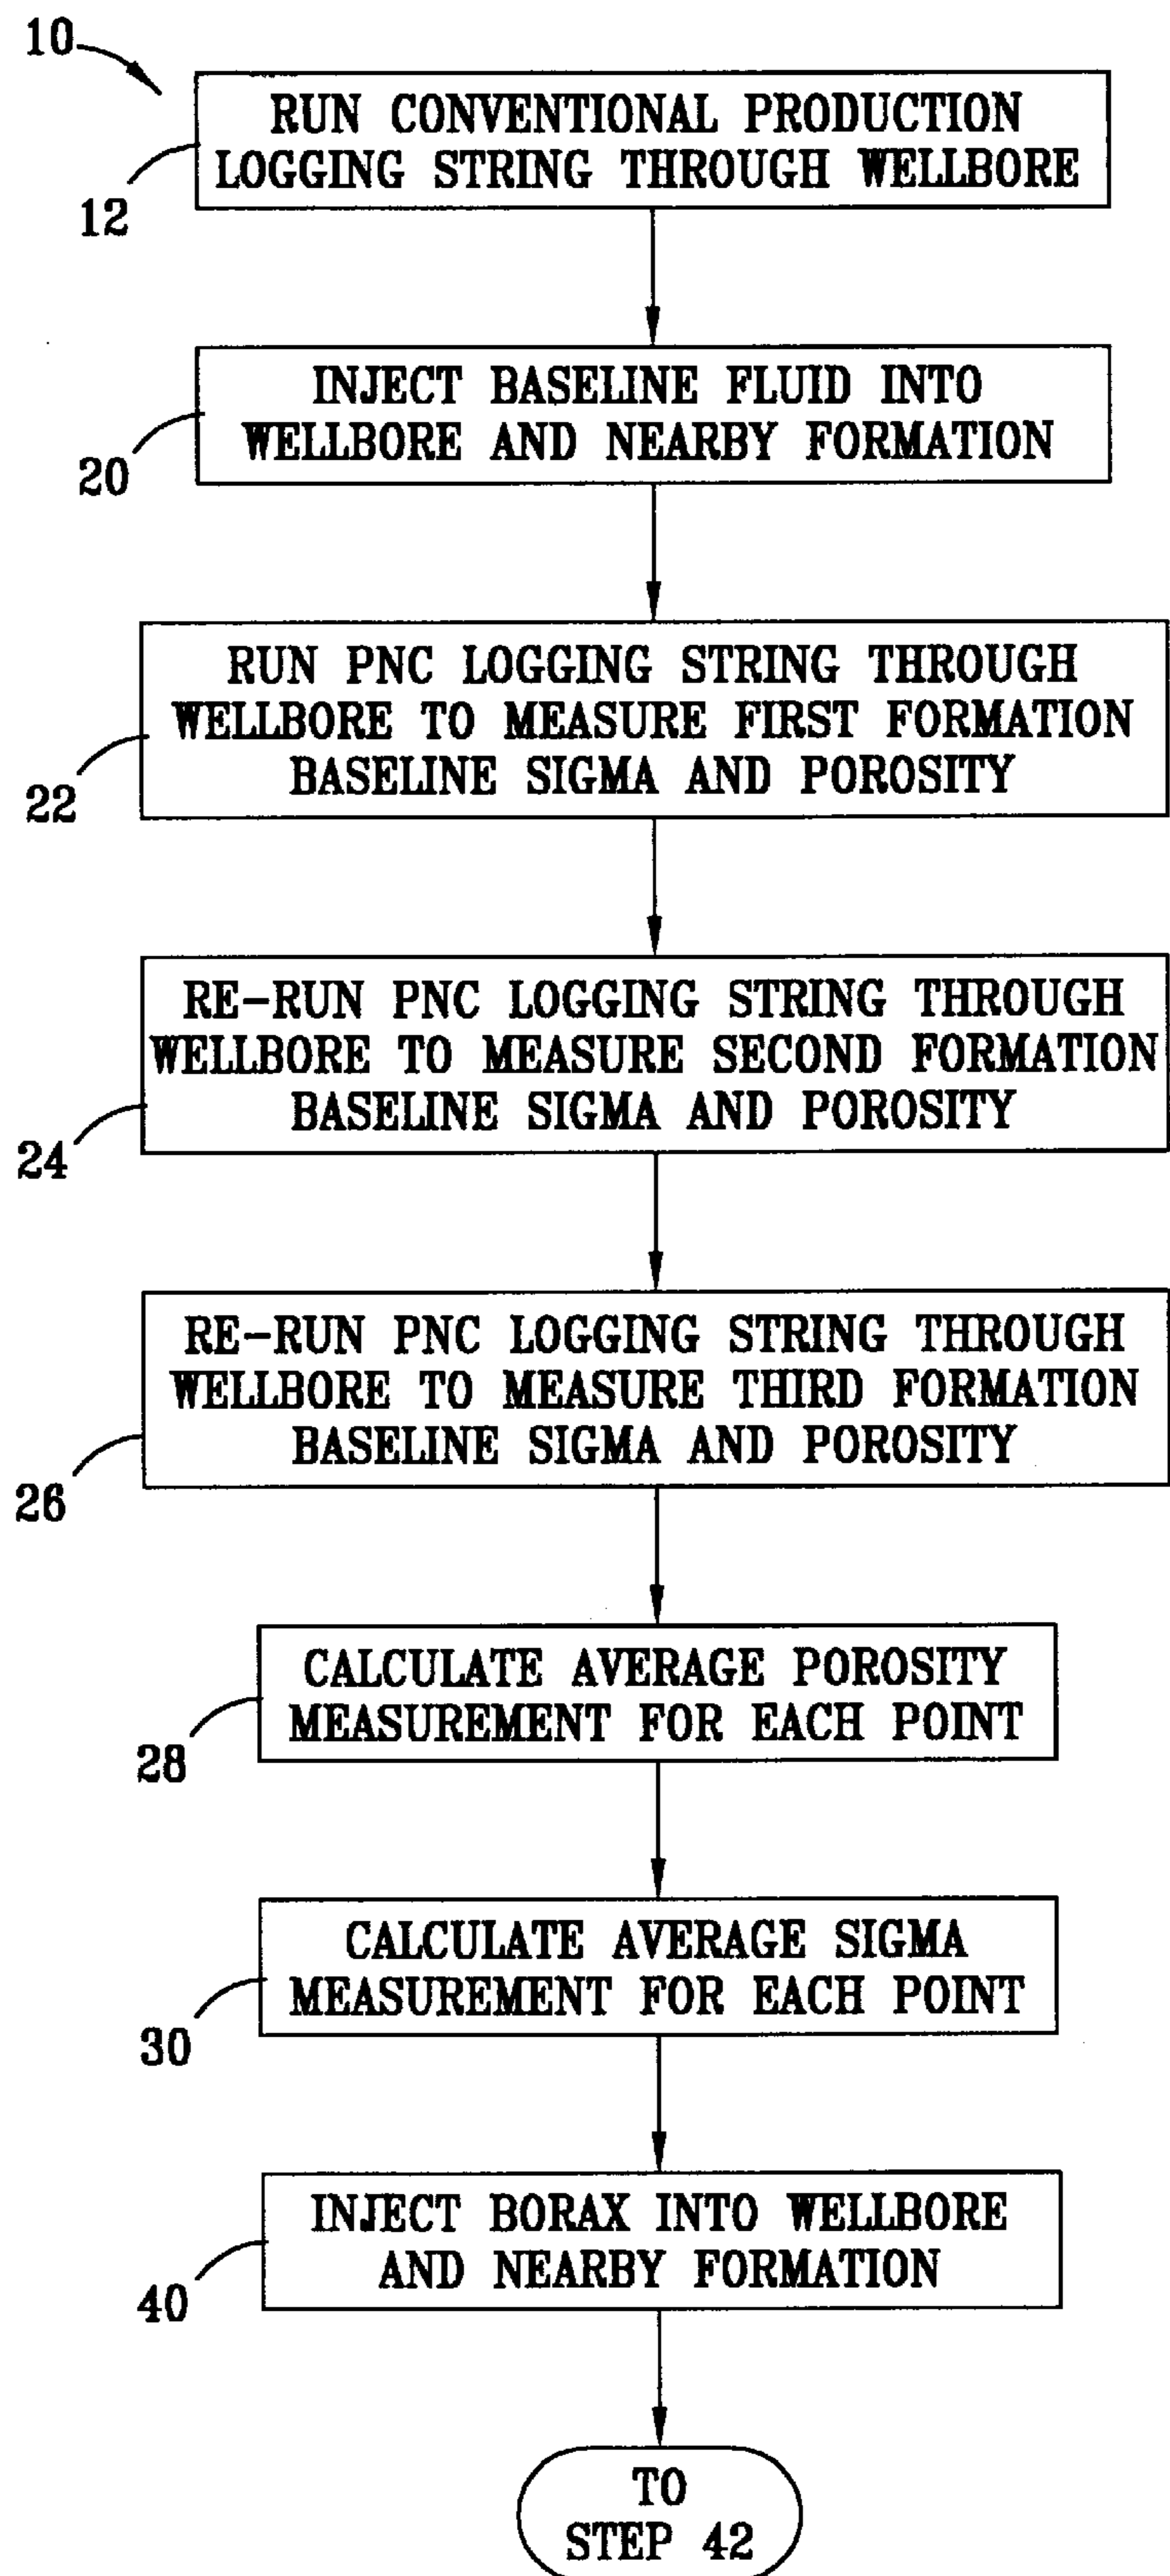 10
RUN CONVENTIONAL PRODUCTION
LOGGING STRING THROUGH WELLBORE
12
INJECT BASELINE FLUID INTO
WELLBORE AND NEARBY FORMATION
20
RUN PNC LOGGING STRING THROUGH
WELLBORE TO MEASURE FIRST FORMATION
BASELINE SIGMA AND POROSITY
22
RE-RUN PNC LOGGING STRING THROUGH
WELLBORE TO MEASURE SECOND FORMATION
BASELINE SIGMA AND POROSITY
24
RE-RUN PNC LOGGING STRING THROUGH
WELLBORE TO MEASURE THIRD FORMATION
BASELINE SIGMA AND POROSITY
26
CALCULATE AVERAGE POROSITY
MEASUREMENT FOR EACH POINT
28
CALCULATE AVERAGE SIGMA
MEASUREMENT FOR EACH POINT
30
INJECT BORAX INTO WELLBORE
AND NEARBY FORMATION
40
TO
STEP 42